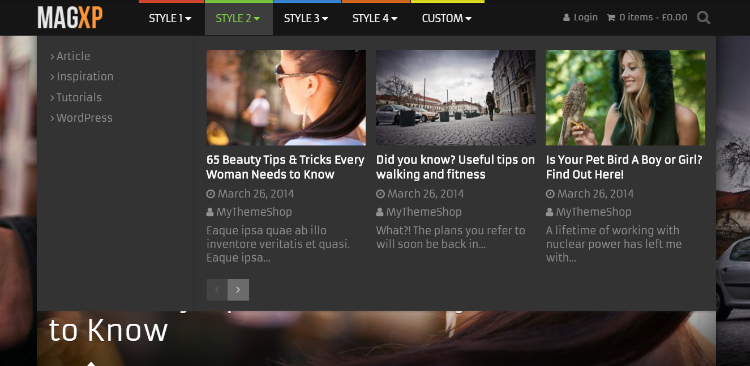 MAGXP
STYLE 1
STYLE 2
STYLE 3
STYLE 4
CUSTOM
Login
0 items - £0.00
Article
Inspiration
Tutorials
WordPress
65 Beauty Tips & Tricks Every
Woman Needs to Know
March 26, 2014
MyThemeShop
Eaque ipsa quae ab illo
inventore veritatis et quasi.
Eaque ipsa...
Did you know? Useful tips on
walking and fitness
March 26, 2014
MyThemeShop
What?! The plans you refer to
will soon be back in...
Is Your Pet Bird A Boy or Girl?
Find Out Here!
March 26, 2014
MyThemeShop
A lifetime of working with
nuclear power has left me
with...
to Know